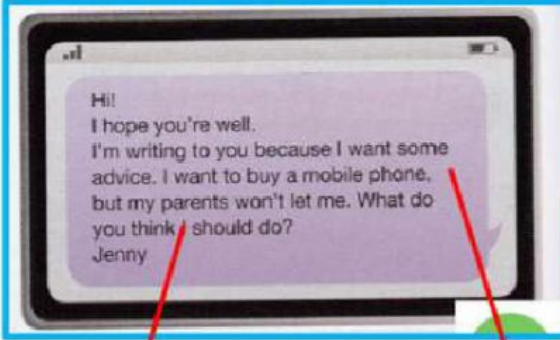 Hi!
I hope you're well.
I'm writing to you because I want some
advice. I want to buy a mobile phone,
but my parents won't let me. What do
you think I should do?
Jenny